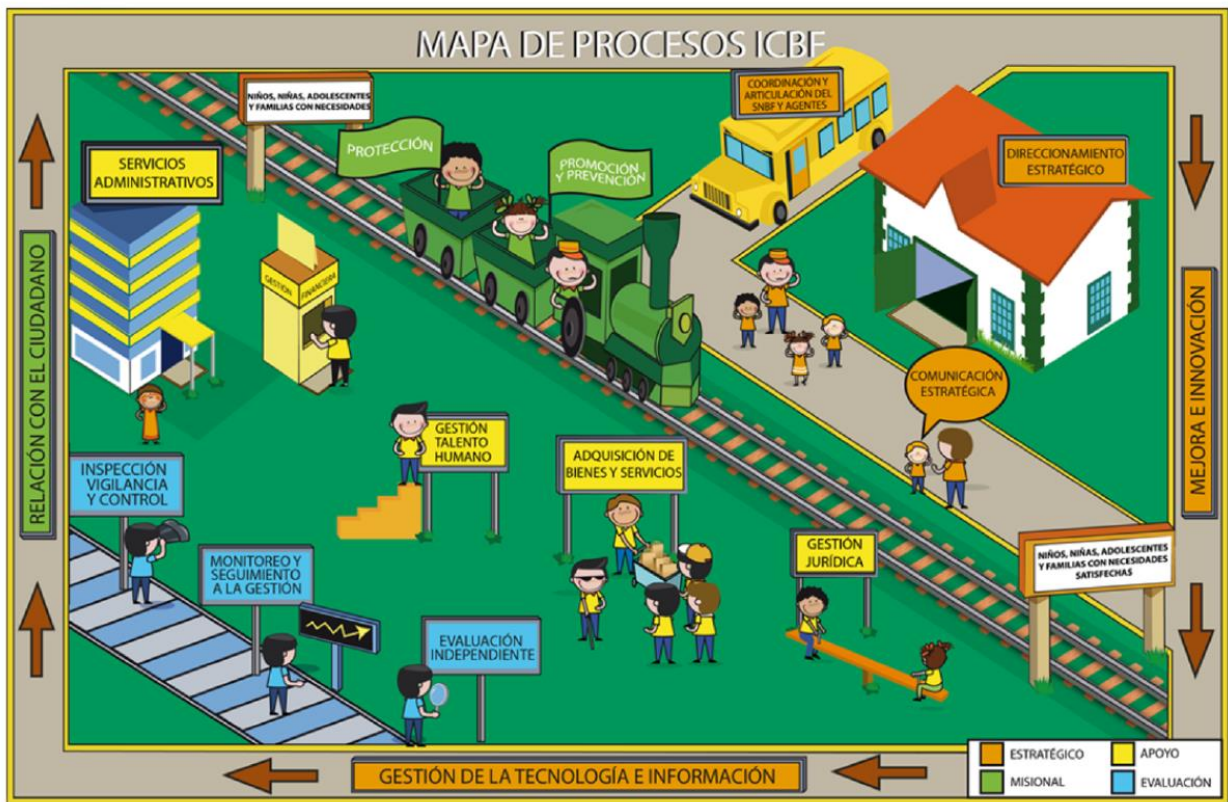 MAPA DE PROCESOS ICBF
NIÑOS, NIÑAS, ADOLESCENTES
Y FAMILIAS CON NECESIDADES
COORDINACIÓN Y
ARTICULACIÓN DEL
SNBF Y AGENTES
PROTECCIÓN
PROMOCIÓN
Y PREVENCIÓN
DIRECCIONAMIENTO
ESTRATÉGICO
SERVICIOS
ADMINISTRATIVOS
GESTIÓN
FINANCIERA
RELACIÓN CON EL CIUDADANO
MEJORA E INNOVACIÓN
COMUNICACIÓN
ESTRATÉGICA
GESTIÓN
TALENTO
HUMANO
ADQUISICIÓN DE
BIENES Y SERVICIOS
INSPECCIÓN
VIGILANCIA
Y CONTROL
GESTIÓN
JURÍDICA
NIÑOS, NIÑAS, ADOLESCENTES
Y FAMILIAS CON NECESIDADES
SATISFECHAS
MONITOREO Y
SEGUIMIENTO
A LA GESTIÓN
EVALUACIÓN
INDEPENDIENTE
GESTIÓN DE LA TECNOLOGÍA E INFORMACIÓN
ESTRATÉGICO
APOYO
MISIONAL
EVALUACIÓN